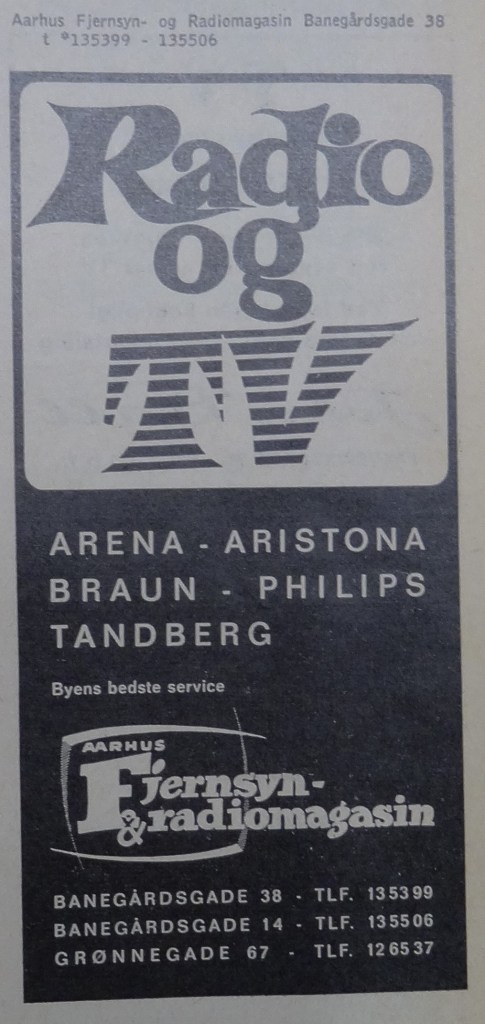 Aarhus Fjernsyn- og Radiomagasin Banegårdsgade 38
t *135399 - 135506
Radio
og
TV
ARENA - ARISTONA
BRAUN - PHILIPS
TANDBERG
Byens bedste service
AARHUS
Fjernsyn-
& radiomagasin
BANEGÅRDSGADE 38 - TLF. 135399
BANEGÅRDSGADE 14 - TLF. 135506
GRØNNEGADE 67 - TLF. 126537